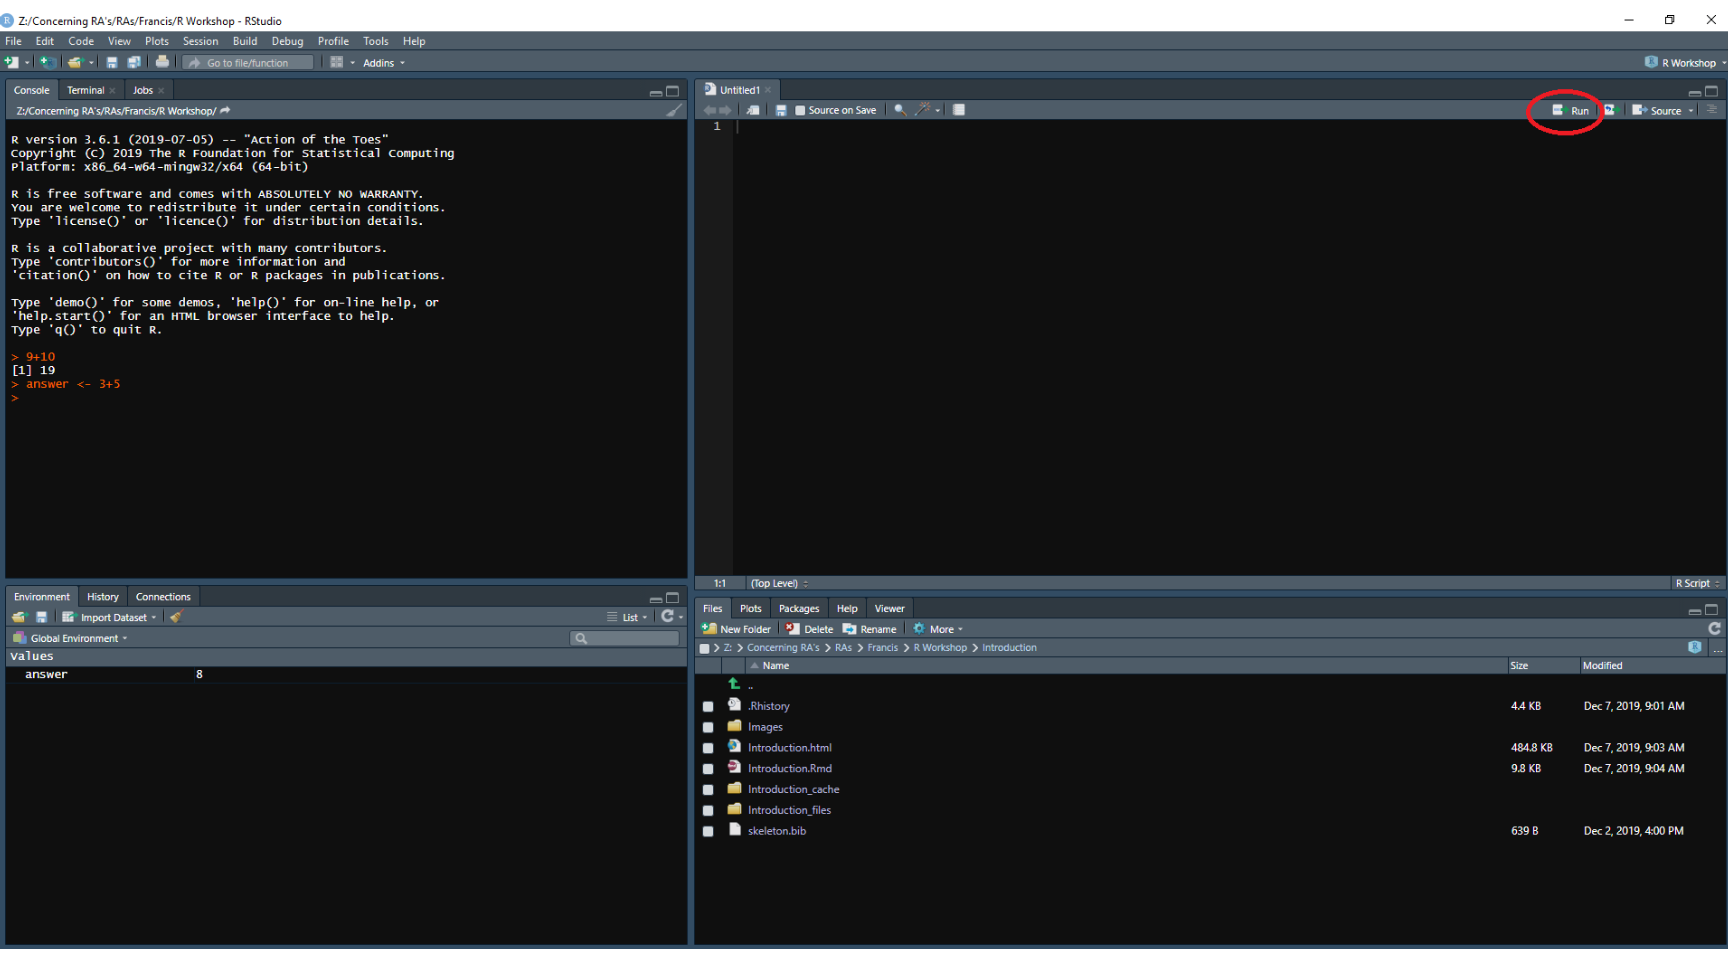 Z:/Concerning RA's/RAs/Francis/R Workshop - RStudio
File Edit Code View Plots Session Build Debug Profile Tools Help
Go to file/function Addins R Workshop
Console Terminal Jobs
Z:/Concerning RA's/RAs/Francis/R Workshop/
R version 3.6.1 (2019-07-05) -- "Action of the Toes"
Copyright (C) 2019 The R Foundation for Statistical Computing
Platform: x86_64-w64-mingw32/x64 (64-bit)
R is free software and comes with ABSOLUTELY NO WARRANTY.
You are welcome to redistribute it under certain conditions.
Type 'license()' or 'licence()' for distribution details.
R is a collaborative project with many contributors.
Type 'contributors()' for more information and
'citation()' on how to cite R or R packages in publications.
Type 'demo()' for some demos, 'help()' for on-line help, or
'help.start()' for an HTML browser interface to help.
Type 'q()' to quit R.
> 9+10
[1] 19
> answer <- 3+5
>
Untitled1
Source on Save Run Source
1
1:1 (Top Level) R Script
Environment History Connections
Import Dataset List
Global Environment
Values
answer 8
Files Plots Packages Help Viewer
New Folder Delete Rename More
Z: > Concerning RA's > RAs > Francis > R Workshop > Introduction
Name Size Modified
..
.Rhistory 4.4 KB Dec 7, 2019, 9:01 AM
Images
Introduction.html 484.8 KB Dec 7, 2019, 9:03 AM
Introduction.Rmd 9.8 KB Dec 7, 2019, 9:04 AM
Introduction_cache
Introduction_files
skeleton.bib 639 B Dec 2, 2019, 4:00 PM